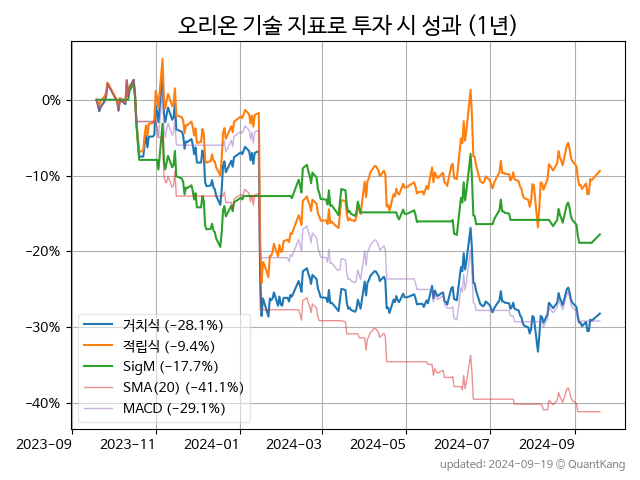 오리온 기술 지표로 투자 시 성과 (1년)
0%
−10%
−20%
−30%
−40%
거치식 (−28.1%)
적립식 (−9.4%)
SigM (−17.7%)
SMA(20) (−41.1%)
MACD (−29.1%)
2023-09 2023-11 2024-01 2024-03 2024-05 2024-07 2024-09
updated: 2024-09-19 @ QuantKang